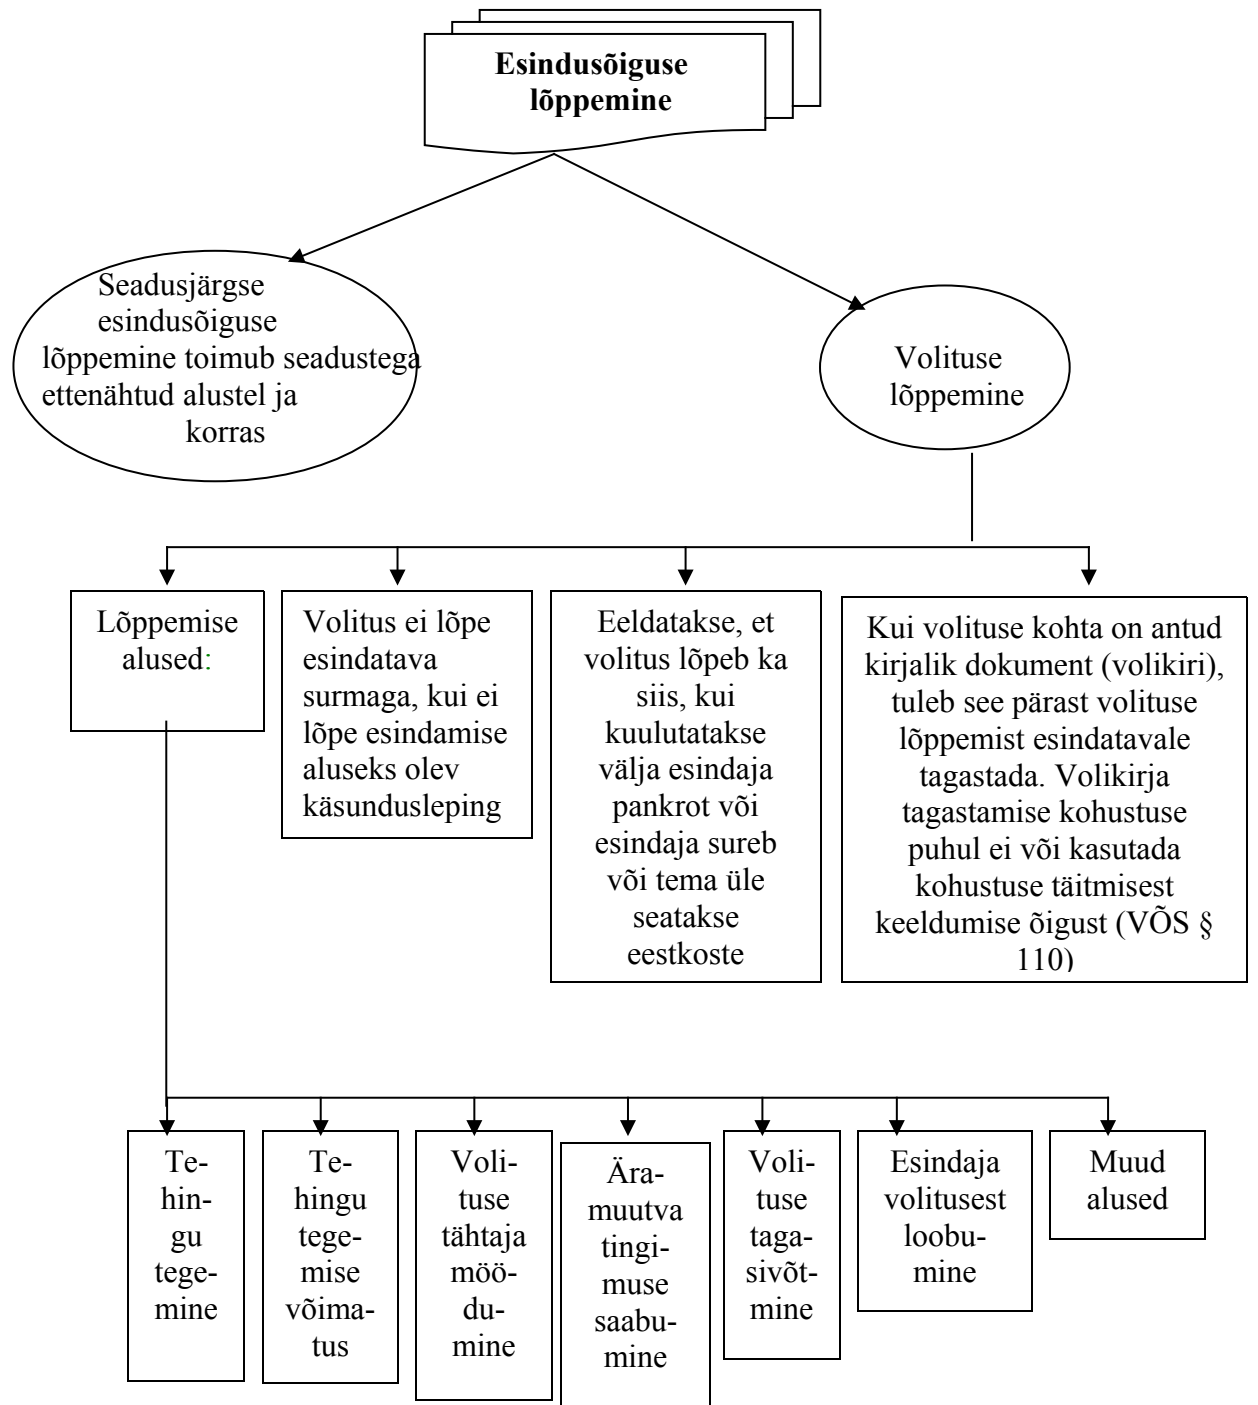 Esindusõiguse
lõppemine
Seadusjärgse
esindusõiguse
lõppemine toimub seadustega
ettenähtud alustel ja
korras
Volituse
lõppemine
Lõppemise
alused:
Volitus ei lõpe
esindatava
surmaga, kui ei
lõpe esindamise
aluseks olev
käsundusleping
Eeldatakse, et
volitus lõpeb ka
siis, kui
kuulutatakse
välja esindaja
pankrot või
esindaja sureb
või tema üle
seatakse
eestkoste
Kui volituse kohta on antud
kirjalik dokument (volikiri),
tuleb see pärast volituse
lõppemist esindatavale
tagastada. Volikirja
tagastamise kohustuse
puhul ei või kasutada
kohustuse täitmisest
keeldumise õigust (VÕS §
110)
Te-
hin-
gu
tege-
mine
Te-
hingu
tege-
mise
võima-
tus
Voli-
tuse
tähtaja
möö-
du-
mine
Ära-
muutva
tingi-
muse
saabu-
mine
Voli-
tuse
taga-
sivõt-
mine
Esindaja
volitusest
loobu-
mine
Muud
alused